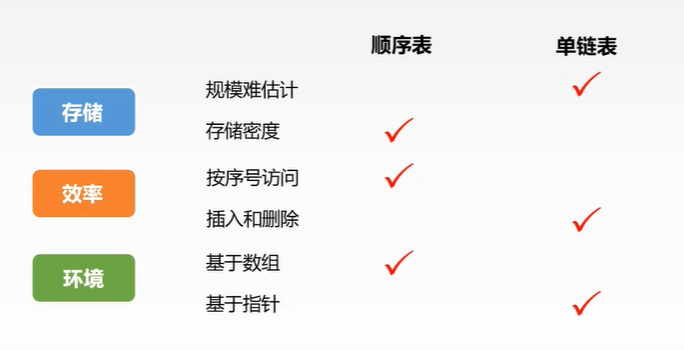 顺序表 单链表
规模难估计
存储
存储密度
按序号访问
效率
插入和删除
基于数组
环境
基于指针